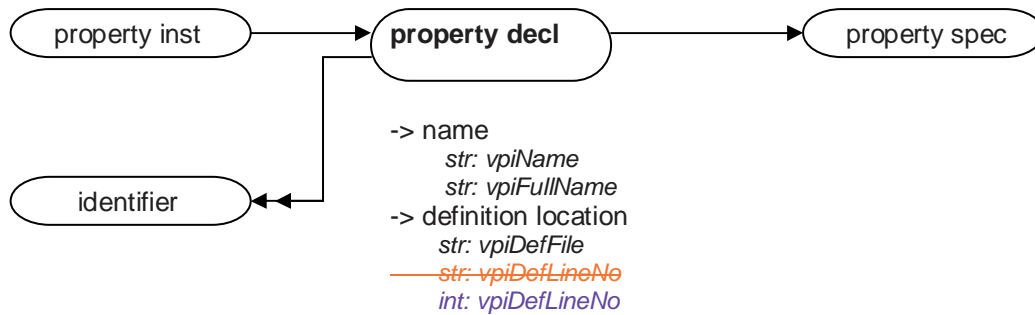 property inst
property decl
property spec
-> name
str: vpiName
str: vpiFullName
identifier
-> definition location
str: vpiDefFile
str: vpiDefLineNo
int: vpiDefLineNo